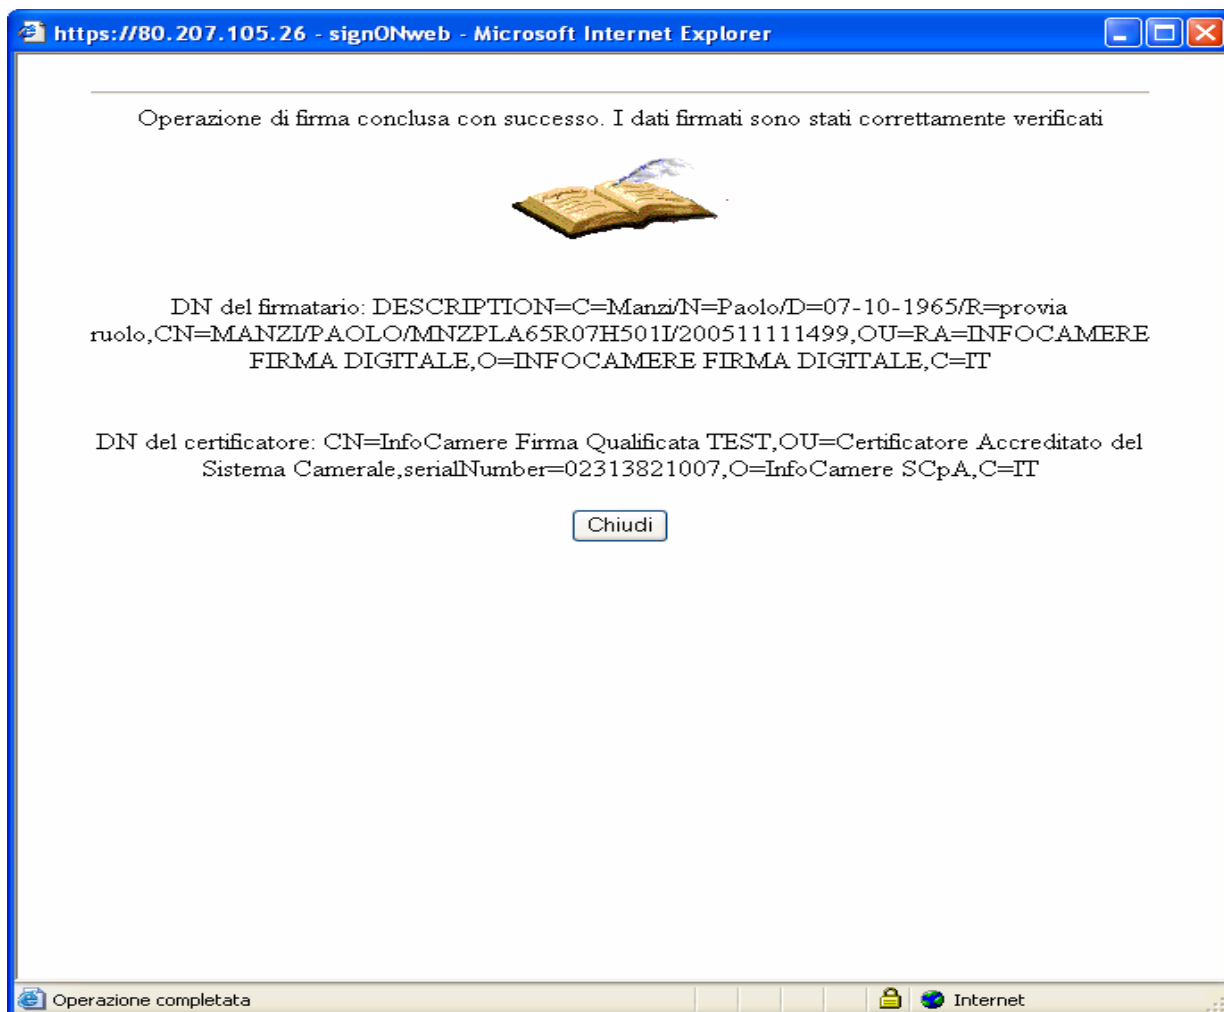 https://80.207.105.26 - signONweb - Microsoft Internet Explorer
Operazione di firma conclusa con successo. I dati firmati sono stati correttamente verificati
DN del firmatario: DESCRIPTION=C=Manzi/N=Paolo/D=07-10-1965/R=provia
ruolo,CN=MANZI/PAOLO/MNZPLA65R07H501I/200511111499,OU=RA=INFOCAMERE
FIRMA DIGITALE,O=INFOCAMERE FIRMA DIGITALE,C=IT
DN del certificatore: CN=InfoCamere Firma Qualificata TEST,OU=Certificatore Accreditato del
Sistema Camerale,serialNumber=02313821007,O=InfoCamere SCpA,C=IT
Chiudi
Operazione completata
Internet